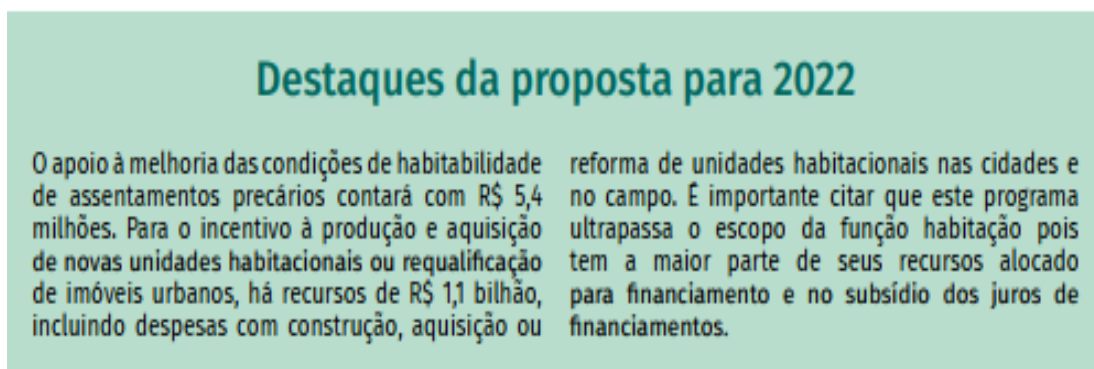 Destaques da proposta para 2022
O apoio à melhoria das condições de habitabilidade
de assentamentos precários contará com R$ 5,4
milhões. Para o incentivo à produção e aquisição
de novas unidades habitacionais ou requalificação
de imóveis urbanos, há recursos de R$ 1,1 bilhão,
incluindo despesas com construção, aquisição ou
reforma de unidades habitacionais nas cidades e
no campo. É importante citar que este programa
ultrapassa o escopo da função habitação pois
tem a maior parte de seus recursos alocado
para financiamento e no subsídio dos juros de
financiamentos.